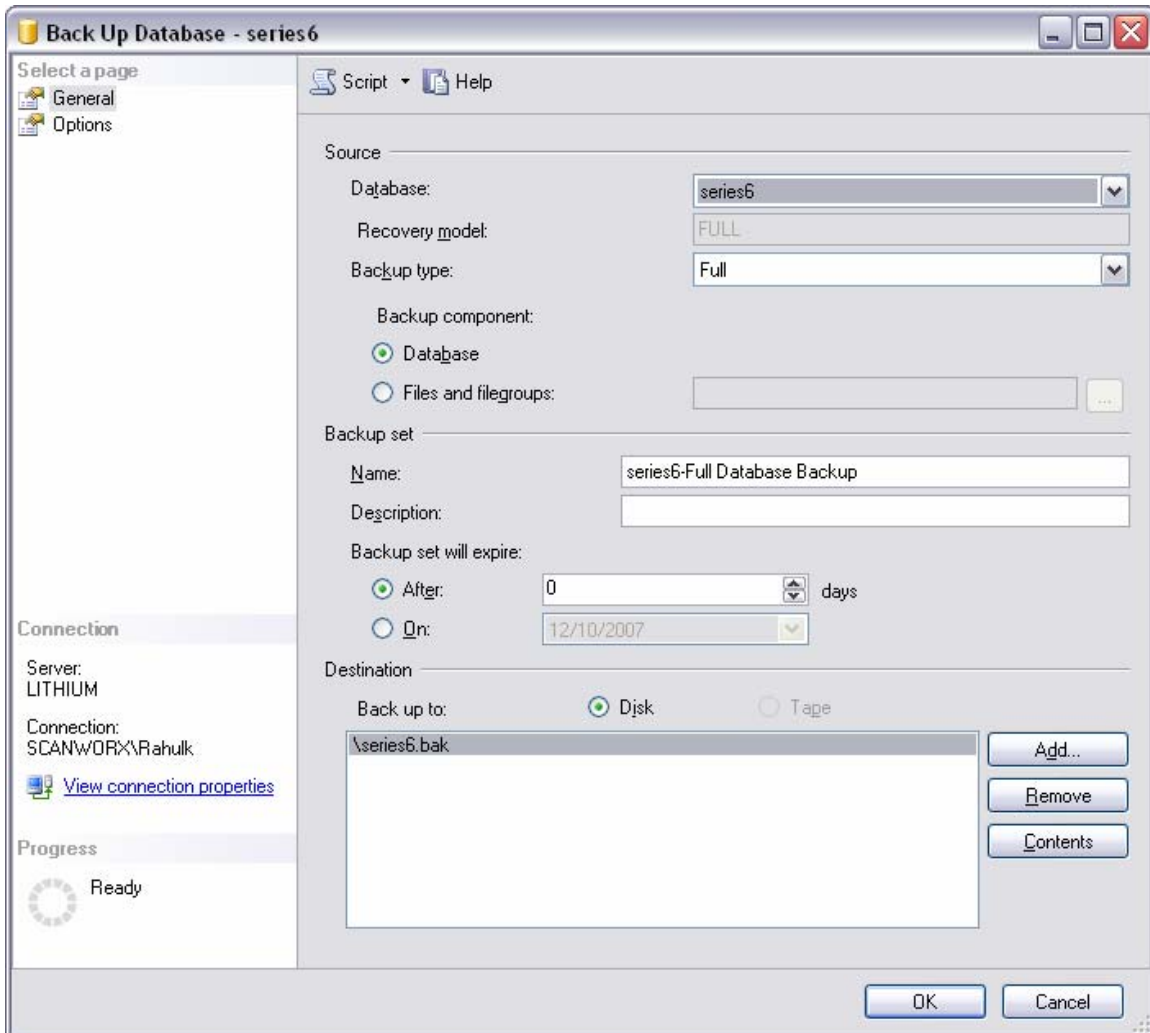 Back Up Database - series6
Select a page
General
Options
Script
Help
Source
Database:
series6
Recovery model:
FULL
Backup type:
Full
Backup component:
Database
Files and filegroups:
...
Backup set
Name:
series6-Full Database Backup
Description:
Backup set will expire:
After:
0
days
On:
12/10/2007
Destination
Back up to:
Disk
Tape
\series6.bak
Add...
Remove
Contents
Connection
Server:
LITHIUM
Connection:
SCANWORX\Rahulk
View connection properties
Progress
Ready
OK
Cancel